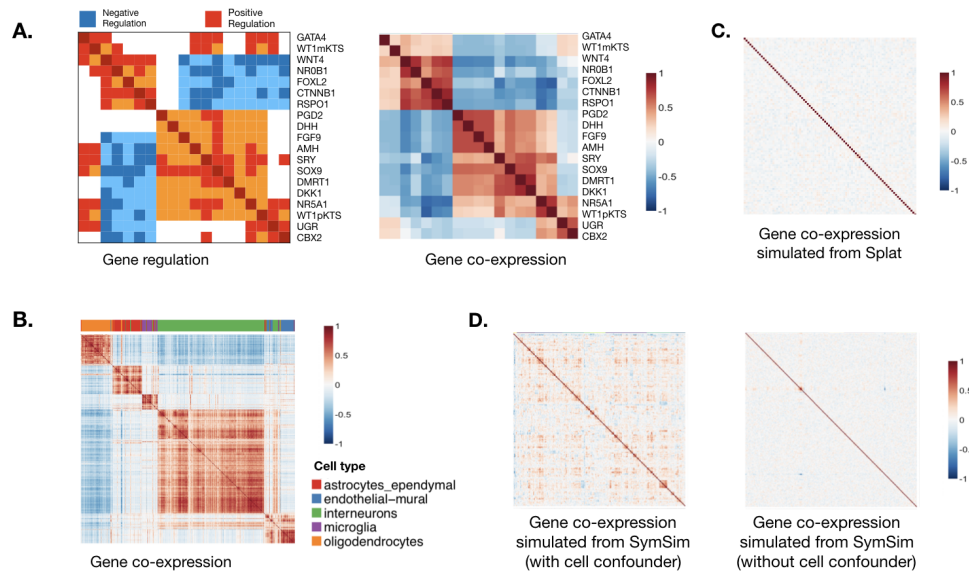 A.
Negative
Regulation
Positive
Regulation
GATA4
WT1mKTS
WNT4
NR0B1
FOXL2
CTNNB1
RSPO1
PGD2
DHH
FGF9
AMH
SRY
SOX9
DMRT1
DKK1
NR5A1
WT1pKTS
UGR
CBX2
Gene regulation
GATA4
WT1mKTS
WNT4
NR0B1
FOXL2
CTNNB1
RSPO1
PGD2
DHH
FGF9
AMH
SRY
SOX9
DMRT1
DKK1
NR5A1
WT1pKTS
UGR
CBX2
1
0.5
0
-0.5
-1
Gene co-expression
C.
1
0.5
0
-0.5
-1
Gene co-expression
simulated from Splat
B.
1
0.5
0
-0.5
-1
Cell type
astrocytes_ependymal
endothelial-mural
interneurons
microglia
oligodendrocytes
Gene co-expression
D.
Gene co-expression
simulated from SymSim
(with cell confounder)
1
0.5
0
-0.5
-1
Gene co-expression
simulated from SymSim
(without cell confounder)